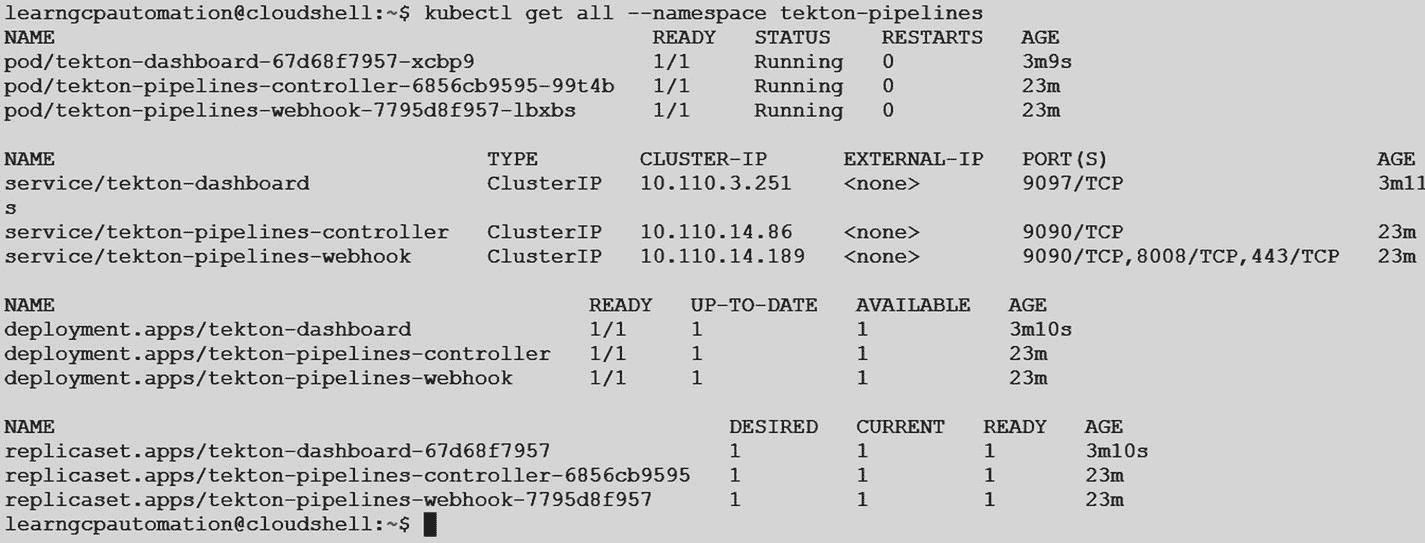 learngcpautomation@cloudshell:~$ kubectl get all --namespace tekton-pipelines
NAME                                               READY   STATUS    RESTARTS   AGE
pod/tekton-dashboard-67d68f7957-xcbp9              1/1     Running   0          3m9s
pod/tekton-pipelines-controller-6856cb9595-99t4b   1/1     Running   0          23m
pod/tekton-pipelines-webhook-7795d8f957-lbxbs      1/1     Running   0          23m

NAME                                  TYPE        CLUSTER-IP      EXTERNAL-IP   PORT(S)                     AGE
service/tekton-dashboard              ClusterIP   10.110.3.251    <none>        9097/TCP                    3m11
s
service/tekton-pipelines-controller   ClusterIP   10.110.14.86    <none>        9090/TCP                    23m
service/tekton-pipelines-webhook      ClusterIP   10.110.14.189   <none>        9090/TCP,8008/TCP,443/TCP   23m

NAME                                          READY   UP-TO-DATE   AVAILABLE   AGE
deployment.apps/tekton-dashboard              1/1     1            1           3m10s
deployment.apps/tekton-pipelines-controller   1/1     1            1           23m
deployment.apps/tekton-pipelines-webhook      1/1     1            1           23m

NAME                                                     DESIRED   CURRENT   READY   AGE
replicaset.apps/tekton-dashboard-67d68f7957              1         1         1       3m10s
replicaset.apps/tekton-pipelines-controller-6856cb9595   1         1         1       23m
replicaset.apps/tekton-pipelines-webhook-7795d8f957      1         1         1       23m
learngcpautomation@cloudshell:~$